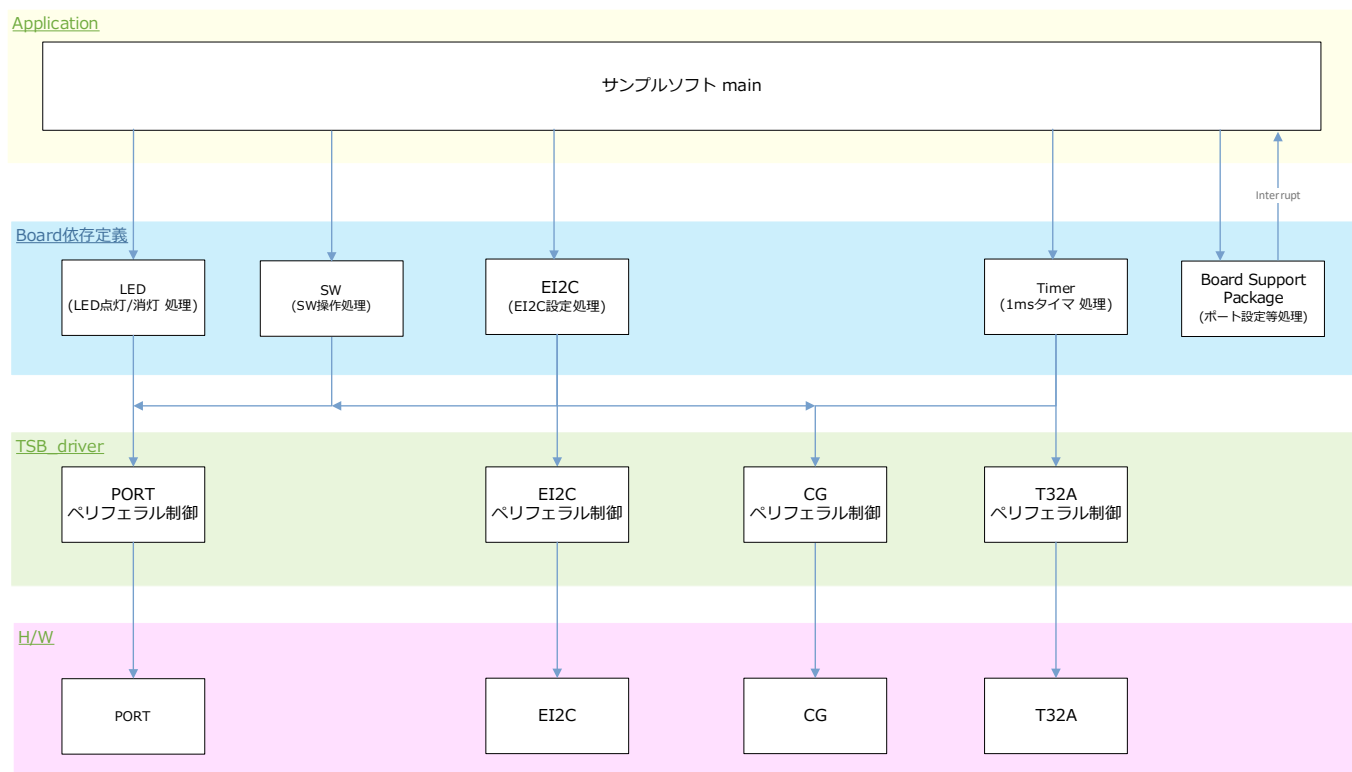 Application
サンプルソフト main
Interrupt
Board依存定義
LED
(LED点灯/消灯 処理)
SW
(SW操作処理)
EI2C
(EI2C設定処理)
Timer
(1msタイマ 処理)
Board Support
Package
(ポート設定等処理)
TSB_driver
PORT
ペリフェラル制御
EI2C
ペリフェラル制御
CG
ペリフェラル制御
T32A
ペリフェラル制御
H/W
PORT
EI2C
CG
T32A